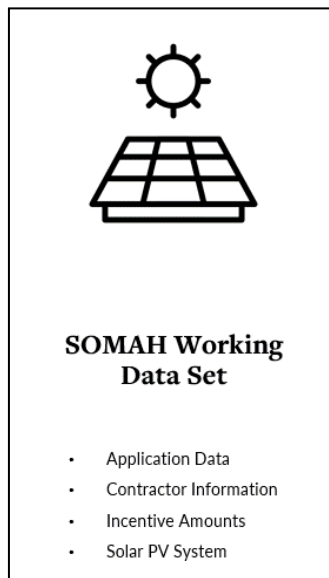 SOMAH Working
Data Set
• Application Data
• Contractor Information
• Incentive Amounts
• Solar PV System